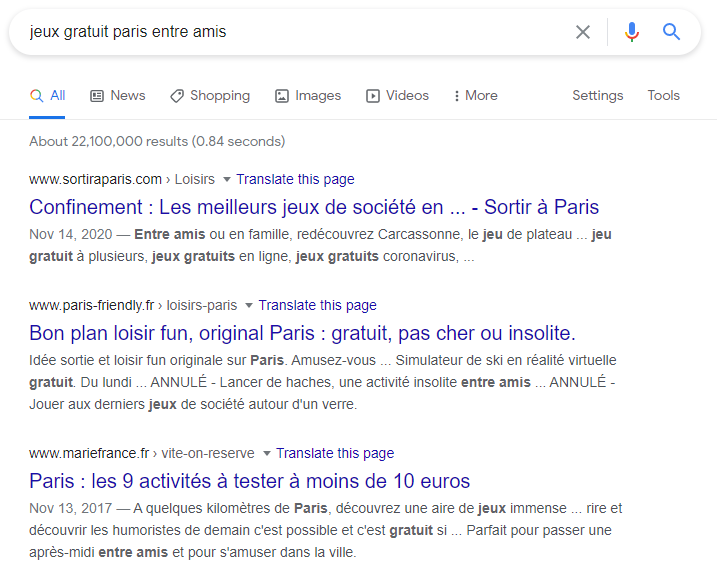 jeux gratuit paris entre amis
All News Shopping Images Videos More Settings Tools
About 22,100,000 results (0.84 seconds)
www.sortiraparis.com › Loisirs Translate this page
Confinement : Les meilleurs jeux de société en ... - Sortir à Paris
Nov 14, 2020 — Entre amis ou en famille, redécouvrez Carcassonne, le jeu de plateau ... jeu
gratuit à plusieurs, jeux gratuits en ligne, jeux gratuits coronavirus, ...
www.paris-friendly.fr › loisirs-paris Translate this page
Bon plan loisir fun, original Paris : gratuit, pas cher ou insolite.
Idée sortie et loisir fun originale sur Paris. Amusez-vous ... Simulateur de ski en réalité virtuelle
gratuit. Du lundi ... ANNULÉ - Lancer de haches, une activité insolite entre amis ... ANNULÉ -
Jouer aux derniers jeux de société autour d'un verre.
www.mariefrance.fr › vite-on-reserve Translate this page
Paris : les 9 activités à tester à moins de 10 euros
Nov 13, 2017 — A quelques kilomètres de Paris, découvrez une aire de jeux immense ... rire et
découvrir les humoristes de demain c'est possible et c'est gratuit si ... Parfait pour passer une
après-midi entre amis et pour s'amuser dans la ville.